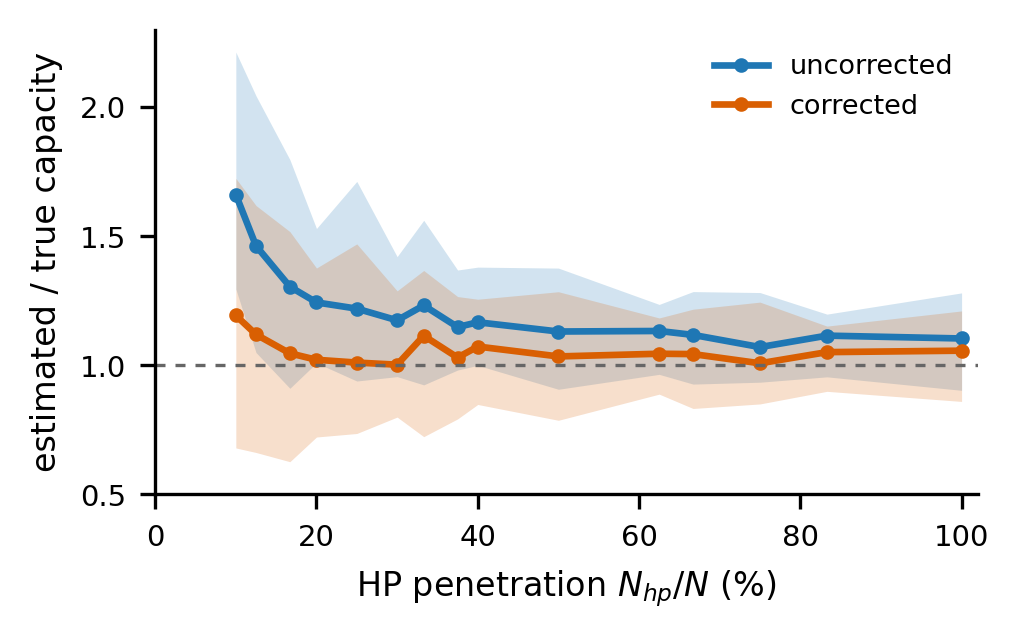 estimated / true capacity
2.0
1.5
1.0
0.5
uncorrected
corrected
0 20 40 60 80 100
HP penetration N_hp/N (%)